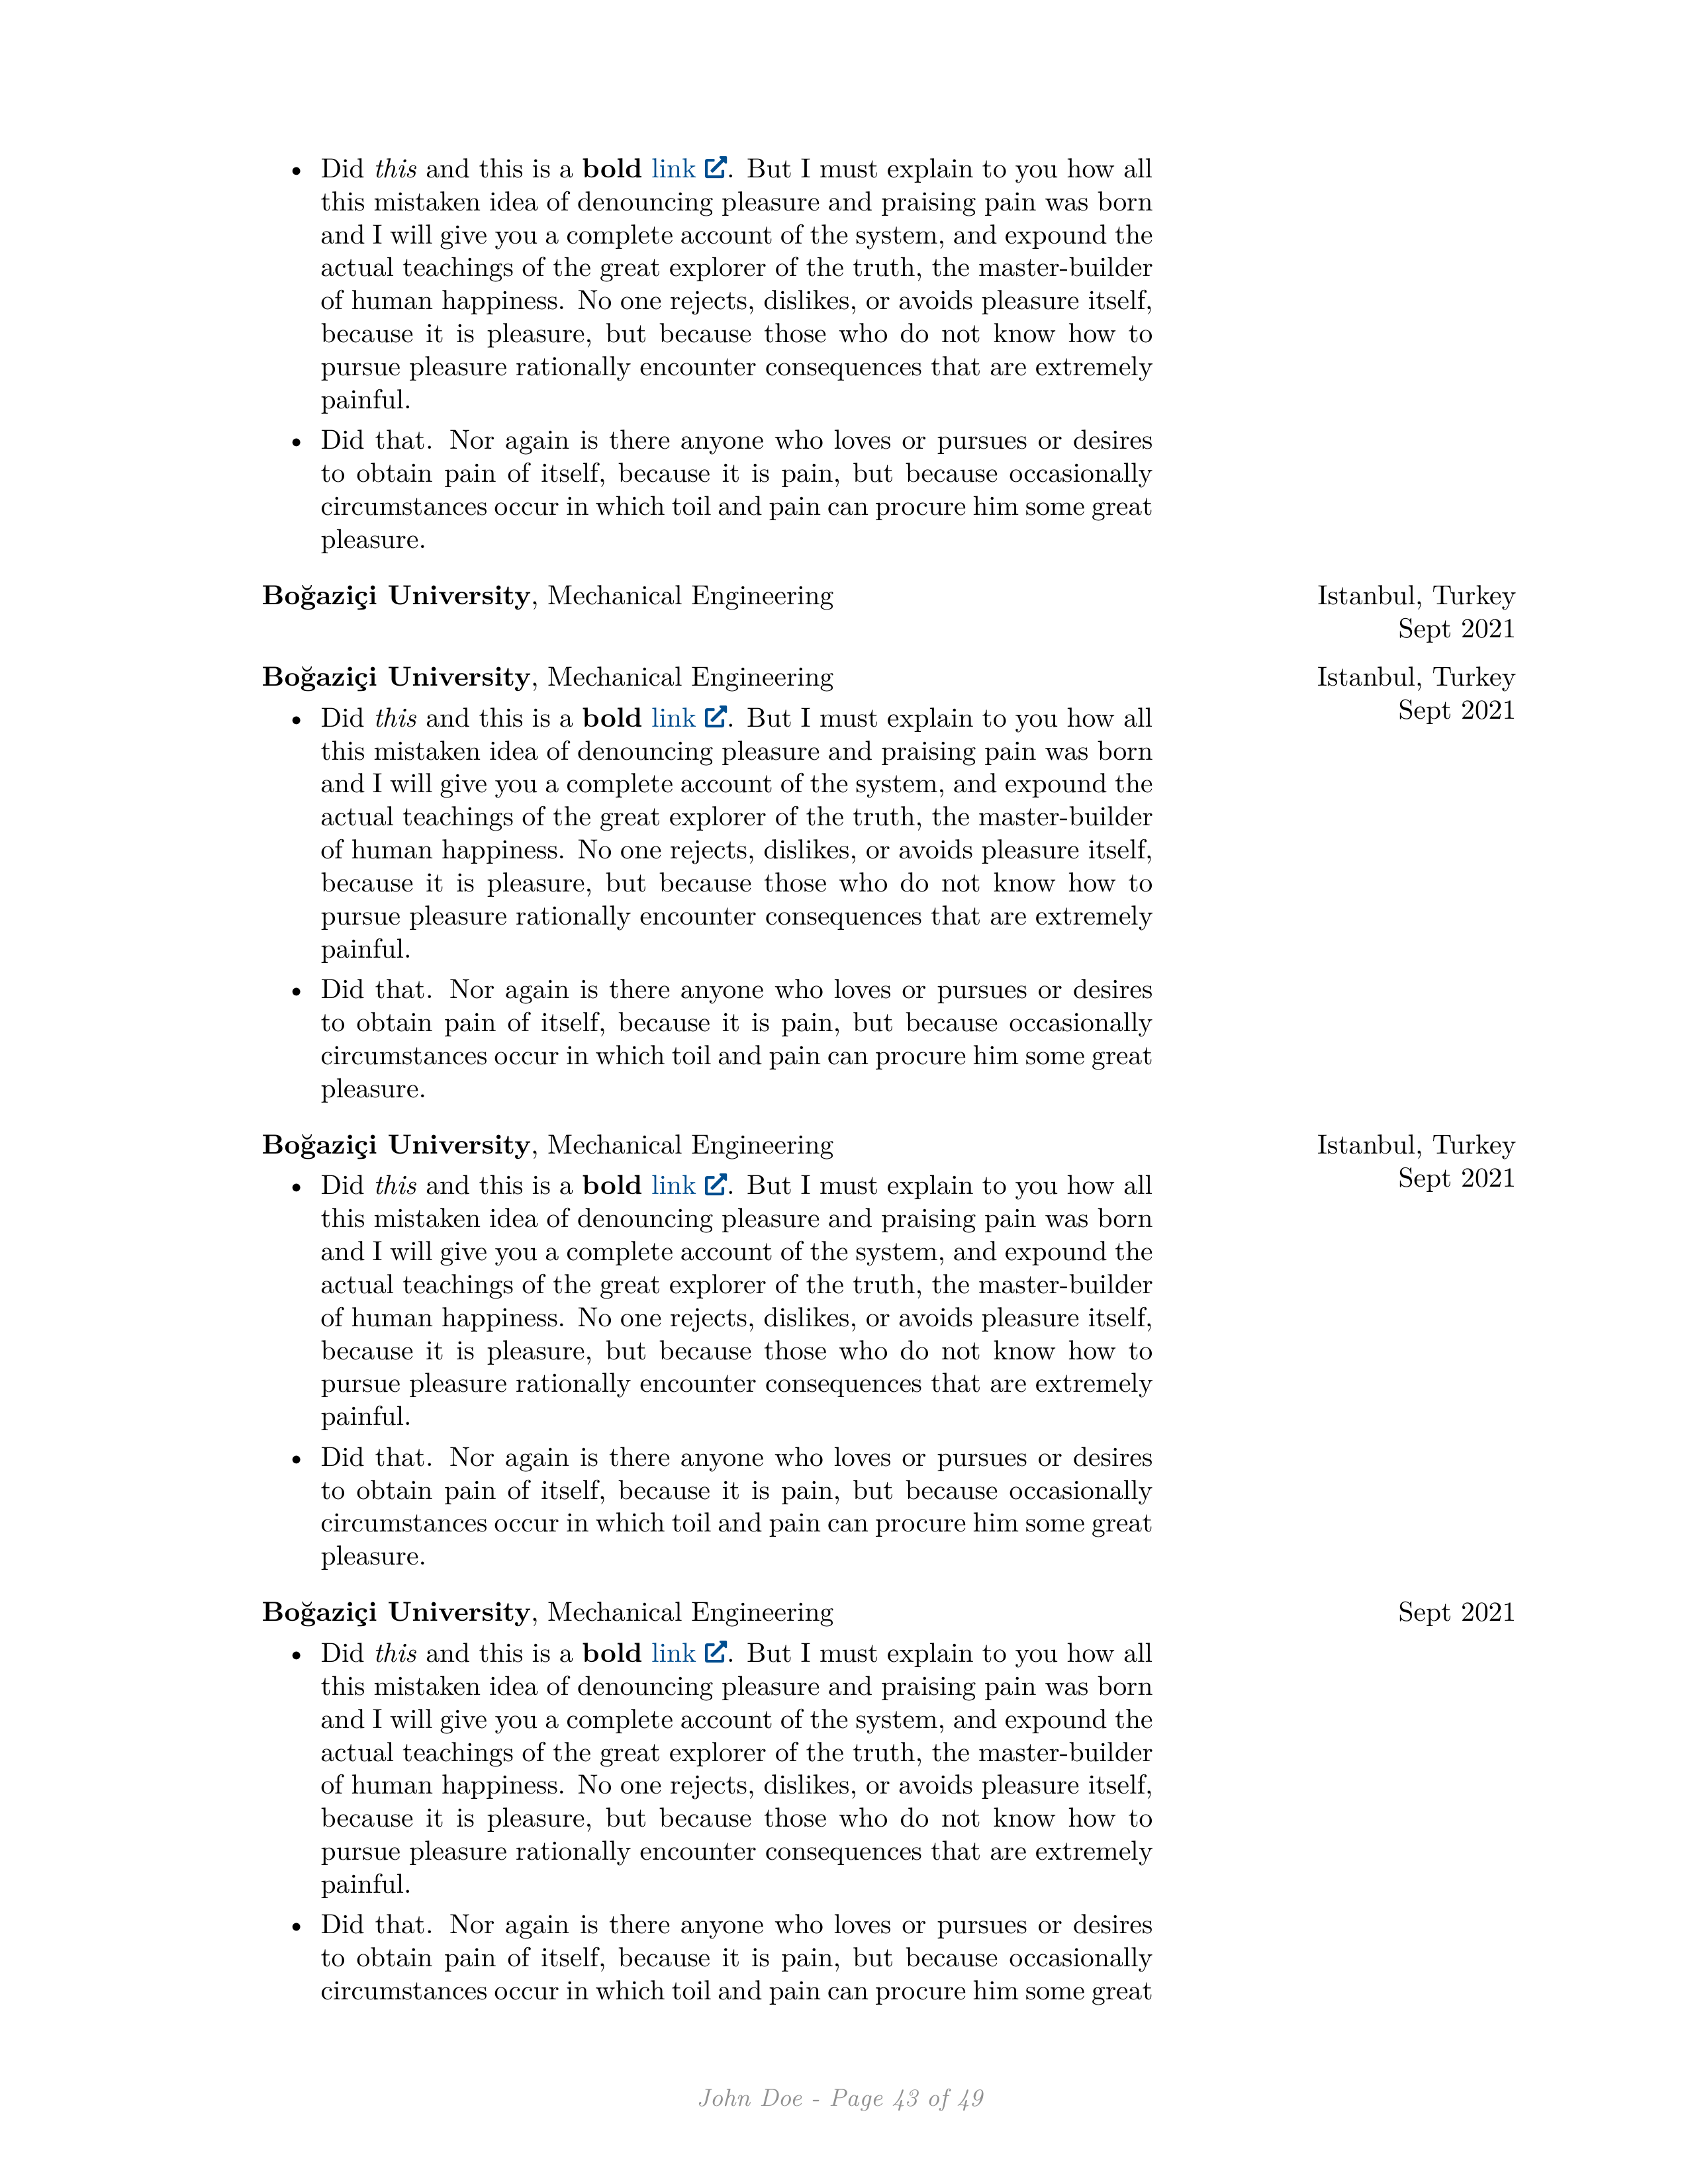 • Did this and this is a bold link. But I must explain to you how all
this mistaken idea of denouncing pleasure and praising pain was born
and I will give you a complete account of the system, and expound the
actual teachings of the great explorer of the truth, the master-builder
of human happiness. No one rejects, dislikes, or avoids pleasure itself,
because it is pleasure, but because those who do not know how to
pursue pleasure rationally encounter consequences that are extremely
painful.
• Did that. Nor again is there anyone who loves or pursues or desires
to obtain pain of itself, because it is pain, but because occasionally
circumstances occur in which toil and pain can procure him some great
pleasure.
Boğaziçi University, Mechanical Engineering Istanbul, Turkey
Sept 2021
Boğaziçi University, Mechanical Engineering Istanbul, Turkey
Sept 2021
• Did this and this is a bold link. But I must explain to you how all
this mistaken idea of denouncing pleasure and praising pain was born
and I will give you a complete account of the system, and expound the
actual teachings of the great explorer of the truth, the master-builder
of human happiness. No one rejects, dislikes, or avoids pleasure itself,
because it is pleasure, but because those who do not know how to
pursue pleasure rationally encounter consequences that are extremely
painful.
• Did that. Nor again is there anyone who loves or pursues or desires
to obtain pain of itself, because it is pain, but because occasionally
circumstances occur in which toil and pain can procure him some great
pleasure.
Boğaziçi University, Mechanical Engineering Istanbul, Turkey
Sept 2021
• Did this and this is a bold link. But I must explain to you how all
this mistaken idea of denouncing pleasure and praising pain was born
and I will give you a complete account of the system, and expound the
actual teachings of the great explorer of the truth, the master-builder
of human happiness. No one rejects, dislikes, or avoids pleasure itself,
because it is pleasure, but because those who do not know how to
pursue pleasure rationally encounter consequences that are extremely
painful.
• Did that. Nor again is there anyone who loves or pursues or desires
to obtain pain of itself, because it is pain, but because occasionally
circumstances occur in which toil and pain can procure him some great
pleasure.
Boğaziçi University, Mechanical Engineering Sept 2021
• Did this and this is a bold link. But I must explain to you how all
this mistaken idea of denouncing pleasure and praising pain was born
and I will give you a complete account of the system, and expound the
actual teachings of the great explorer of the truth, the master-builder
of human happiness. No one rejects, dislikes, or avoids pleasure itself,
because it is pleasure, but because those who do not know how to
pursue pleasure rationally encounter consequences that are extremely
painful.
• Did that. Nor again is there anyone who loves or pursues or desires
to obtain pain of itself, because it is pain, but because occasionally
circumstances occur in which toil and pain can procure him some great
John Doe - Page 43 of 49